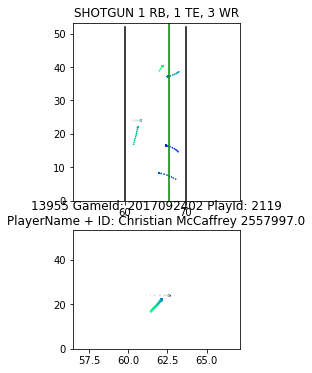 SHOTGUN 1 RB, 1 TE, 3 WR
50
40
30
20
10
0
60 70
13955 GameId: 2017092402 PlayId: 2119
PlayerName + ID: Christian McCaffrey 2557997.0
40
20
0
57.5 60.0 62.5 65.0